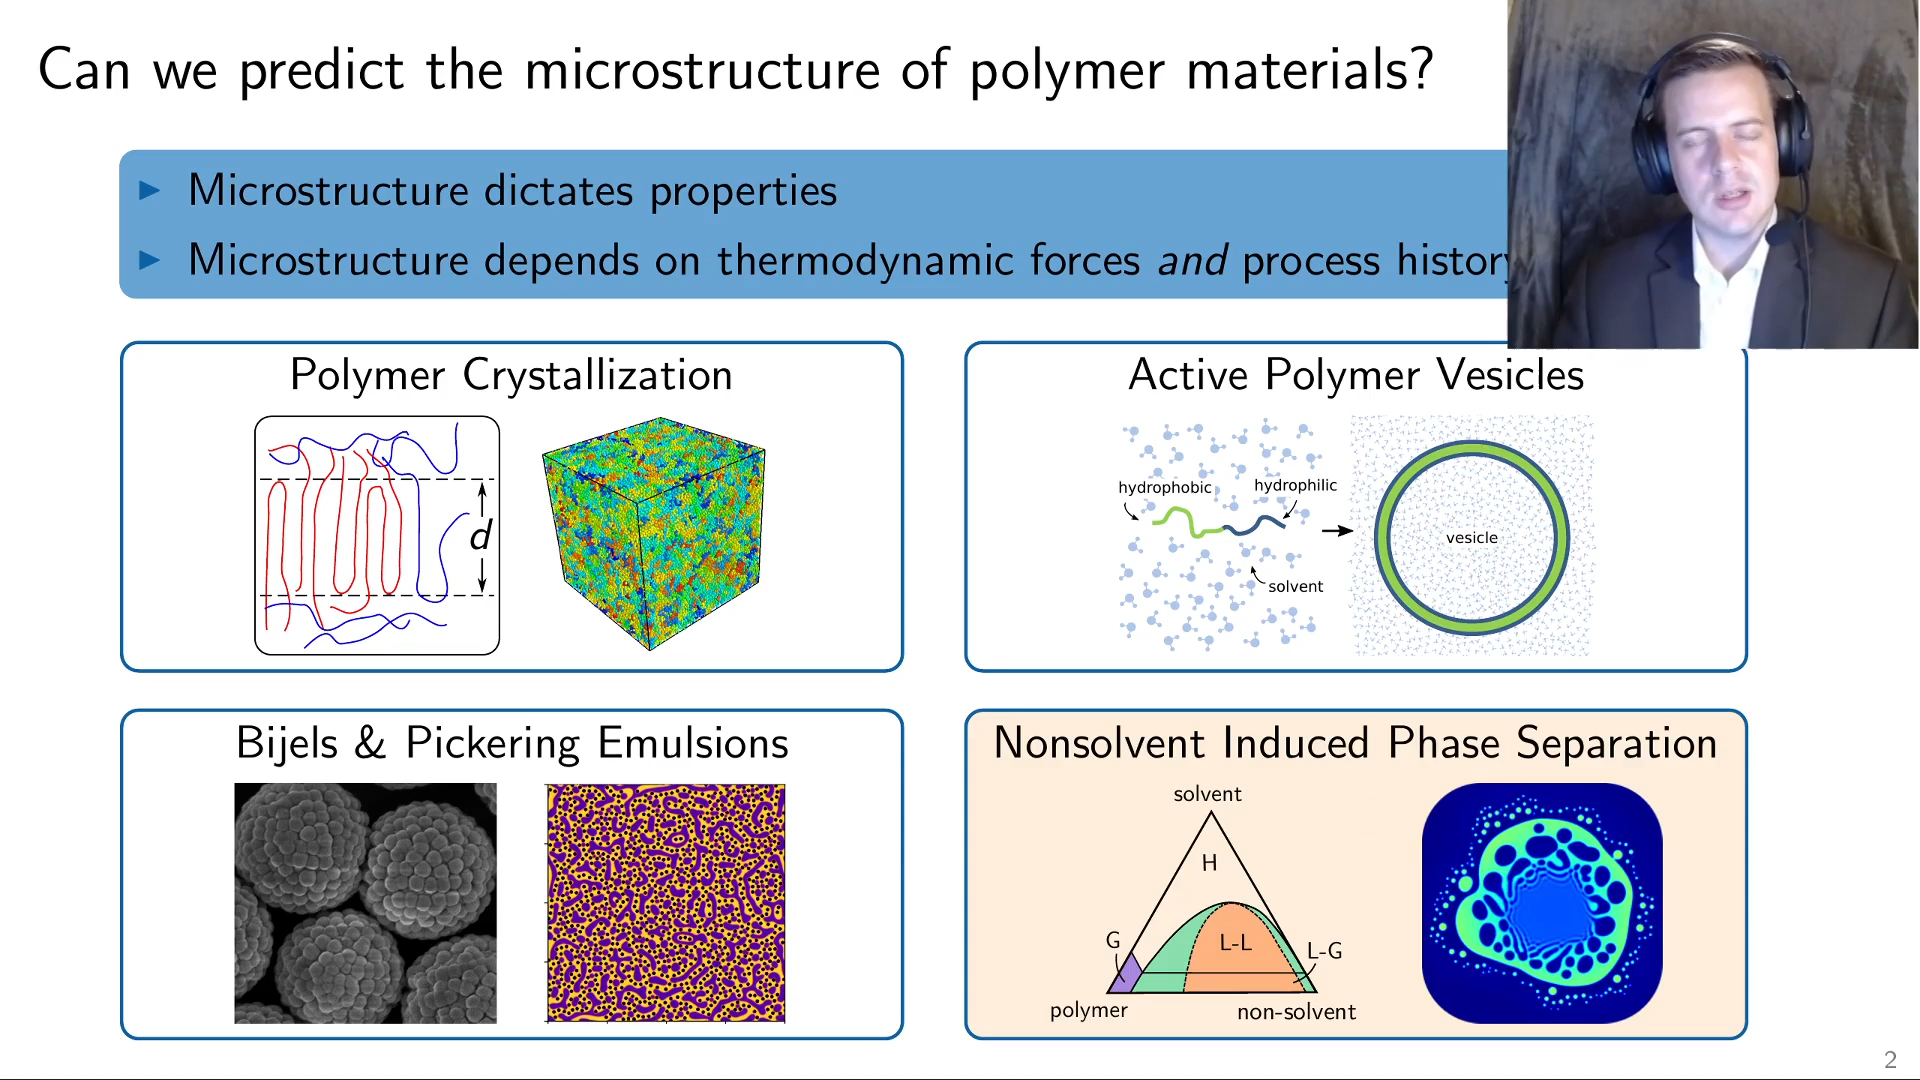 Can we predict the microstructure of polymer materials?
Microstructure dictates properties
Microstructure depends on thermodynamic forces and process history
Polymer Crystallization
d
Active Polymer Vesicles
hydrophobic
hydrophilic
vesicle
solvent
Bijels & Pickering Emulsions
Nonsolvent Induced Phase Separation
solvent
H
G
L-L
L-G
polymer
non-solvent
2